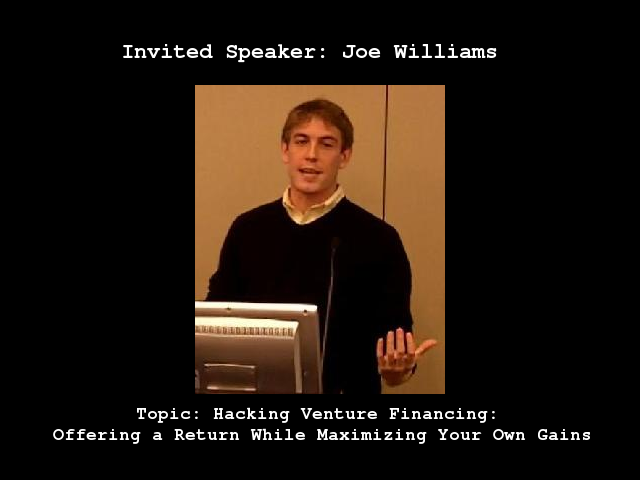 Invited Speaker: Joe Williams
Topic: Hacking Venture Financing:
Offering a Return While Maximizing Your Own Gains